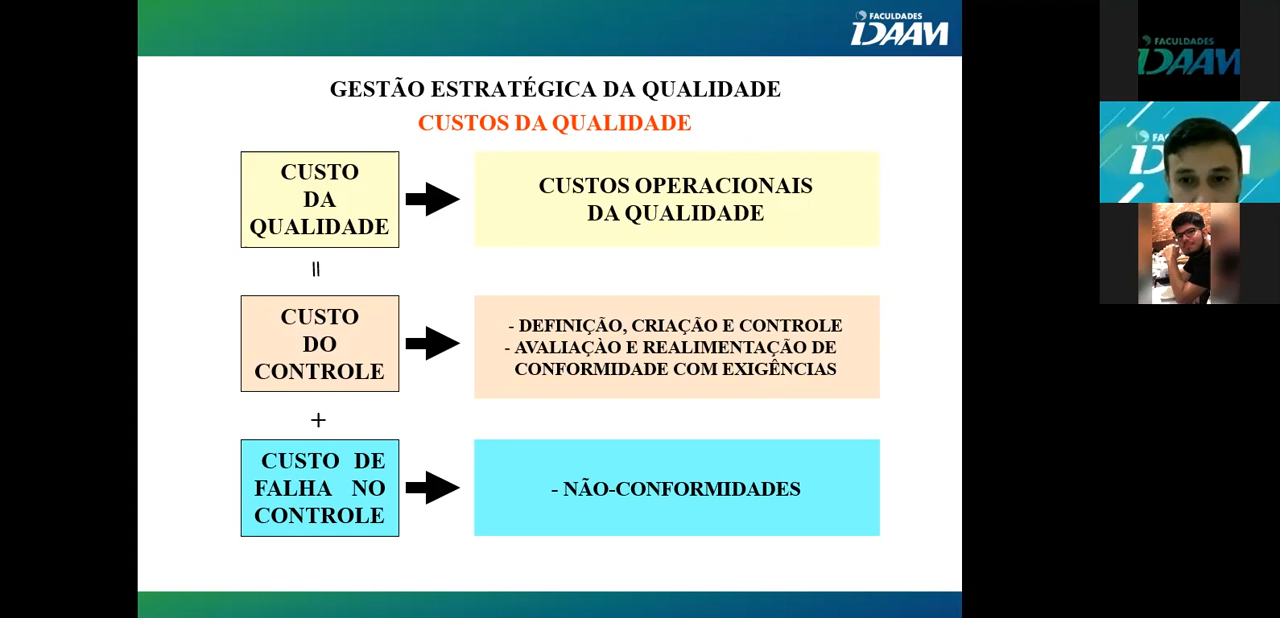 FACULDADES
IDAAM
GESTÃO ESTRATÉGICA DA QUALIDADE
CUSTOS DA QUALIDADE
CUSTO
DA
QUALIDADE
CUSTOS OPERACIONAIS
DA QUALIDADE
=
CUSTO
DO
CONTROLE
- DEFINIÇÃO, CRIAÇÃO E CONTROLE
- AVALIAÇÀO E REALIMENTAÇÃO DE
CONFORMIDADE COM EXIGÊNCIAS
+
CUSTO DE
FALHA NO
CONTROLE
- NÃO-CONFORMIDADES
FACULDADES
IDAAM